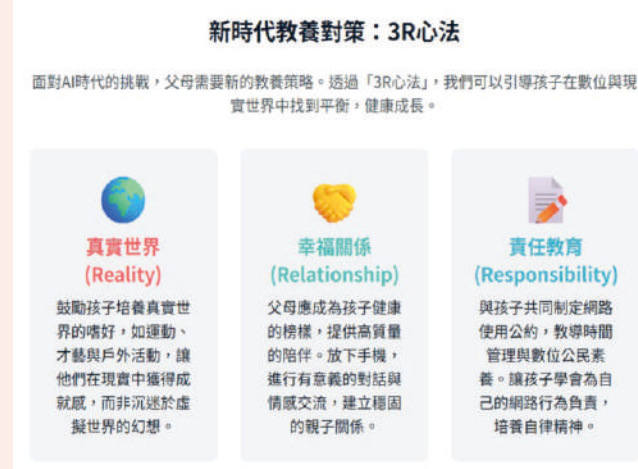 新時代教養對策：3R心法
面對AI時代的挑戰，父母需要新的教養策略。透過「3R心法」，我們可以引導孩子在數位與現
實世界中找到平衡，健康成長。
真實世界
(Reality)
鼓勵孩子培養真實世
界的嗜好，如運動、
才藝與戶外活動，讓
他們在現實中獲得成
就感，而非沉迷於虛
擬世界的幻想。
幸福關係
(Relationship)
父母應成為孩子健康
的榜樣，提供高質量
的陪伴。放下手機，
進行有意義的對話與
情感交流，建立穩固
的親子關係。
責任教育
(Responsibility)
與孩子共同制定網路
使用公約，教導時間
管理與數位公民素
養。讓孩子學會為自
己的網路行為負責，
培養自律精神。